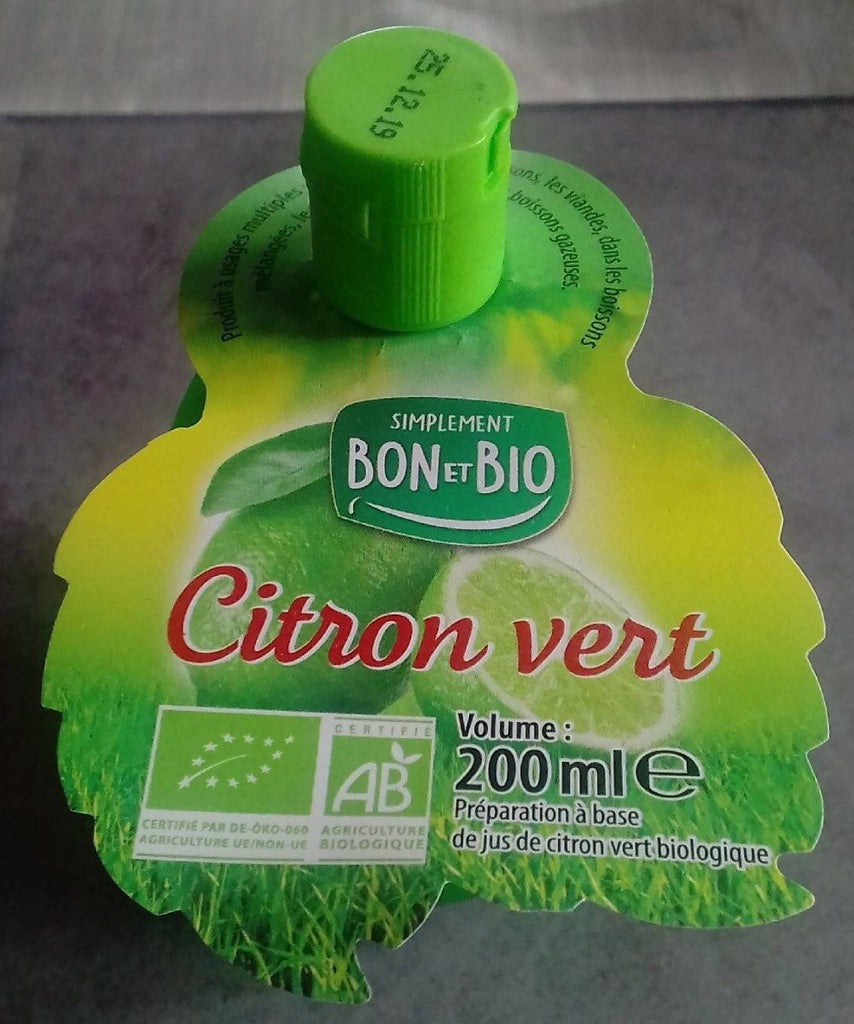 25.12.19
Produit à usages multiples
mélangées, le
les viandes, dans les boissons
boissons gazeuses,
SIMPLEMENT
BON ET BIO
Citron vert
CERTIFIÉ
AB
CERTIFIÉ PAR DE-ÖKO-060
AGRICULTURE UE/NON-UE
AGRICULTURE
BIOLOGIQUE
Volume :
200 ml e
Préparation à base
de jus de citron vert biologique